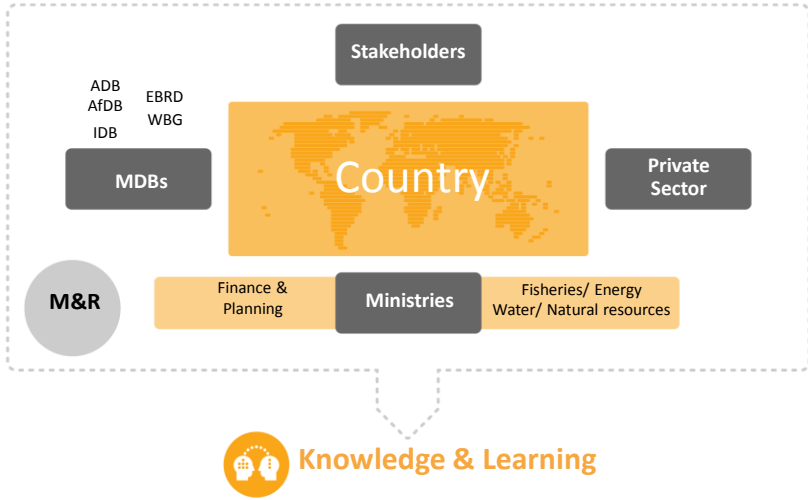 Stakeholders
ADB
AfDB
IDB
EBRD
WBG
MDBs
Country
Private
Sector
M&R
Finance &
Planning
Ministries
Fisheries/ Energy
Water/ Natural resources
Knowledge & Learning